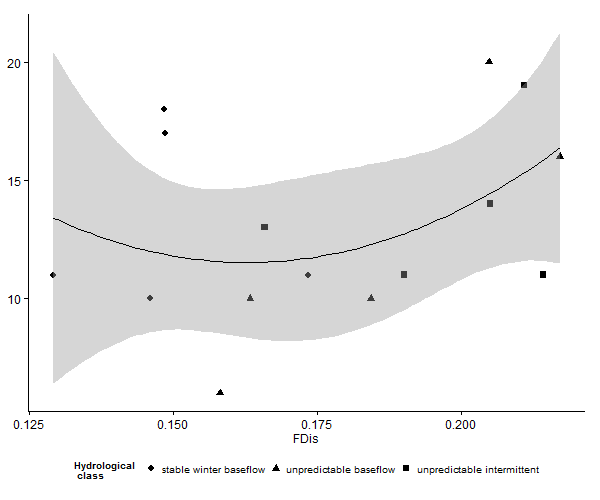 20
15
10
0.125 0.150 0.175 0.200
FDis
Hydrological
class
stable winter baseflow unpredictable baseflow unpredictable intermittent